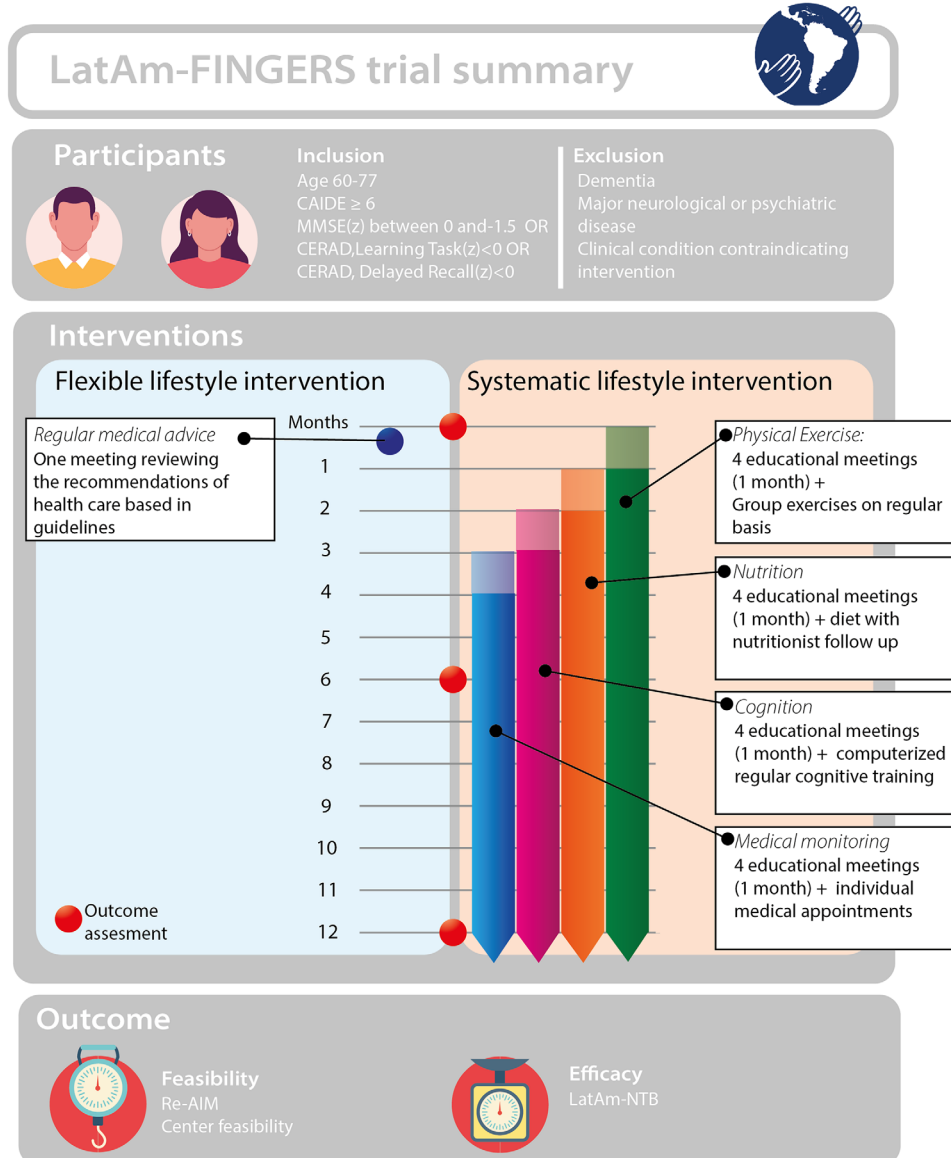 LatAm-FINGERS trial summary
Participants
Inclusion
Age 60-77
CAIDE ≥ 6
MMSE(z) between 0 and-1.5 OR
CERAD,Learning Task(z)<0 OR
CERAD, Delayed Recall(z)<0
Exclusion
Dementia
Major neurological or psychiatric
disease
Clinical condition contraindicating
intervention
Interventions
Flexible lifestyle intervention
Regular medical advice
One meeting reviewing
the recommendations of
health care based in
guidelines
Months
1
2
3
4
5
6
7
8
9
10
11
12
Outcome
assesment
Systematic lifestyle intervention
Physical Exercise:
4 educational meetings
(1 month) +
Group exercises on regular
basis
Nutrition
4 educational meetings
(1 month) + diet with
nutritionist follow up
Cognition
4 educational meetings
(1 month) + computerized
regular cognitive training
Medical monitoring
4 educational meetings
(1 month) + individual
medical appointments
Outcome
Feasibility
Re-AIM
Center feasibility
Efficacy
LatAm-NTB